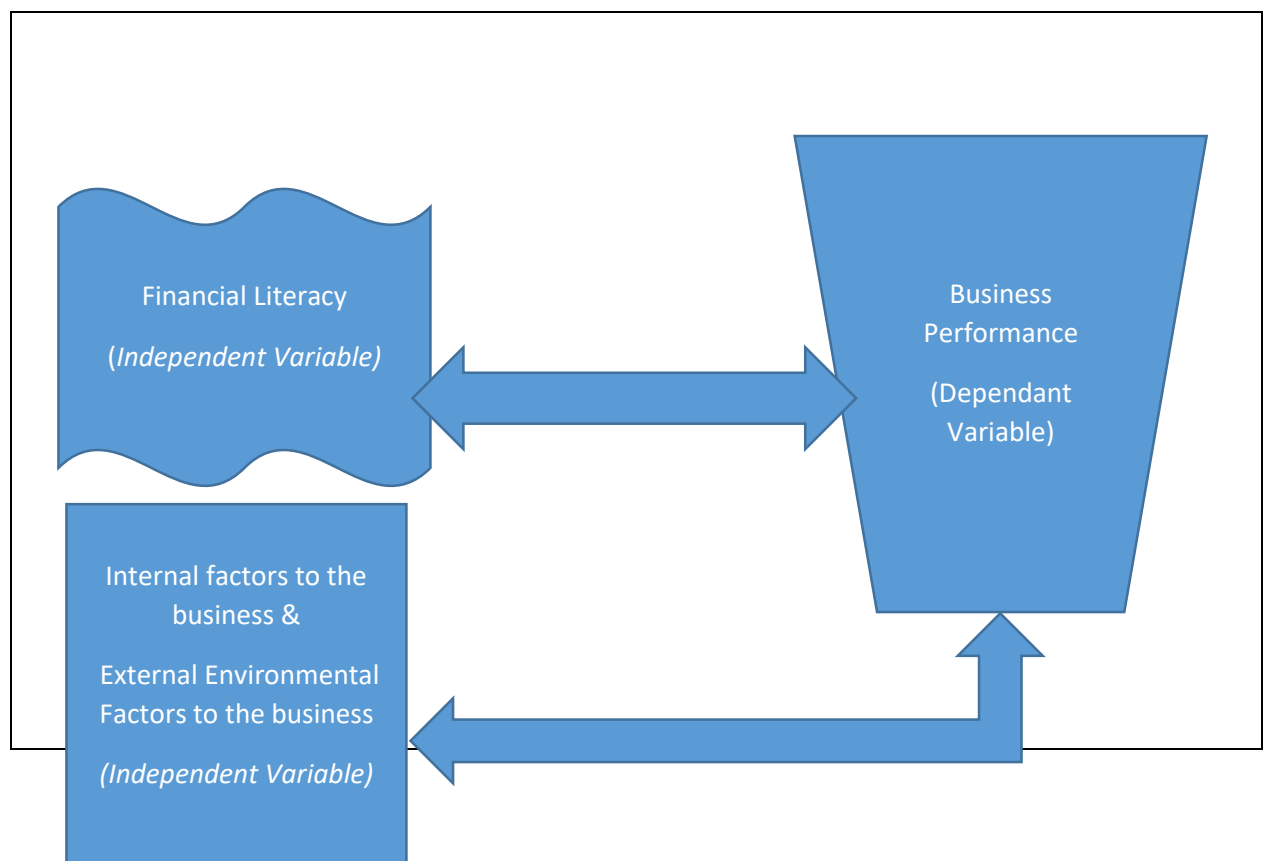 Financial Literacy
(Independent Variable)
Business
Performance
(Dependant
Variable)
Internal factors to the
business &
External Environmental
Factors to the business
(Independent Variable)